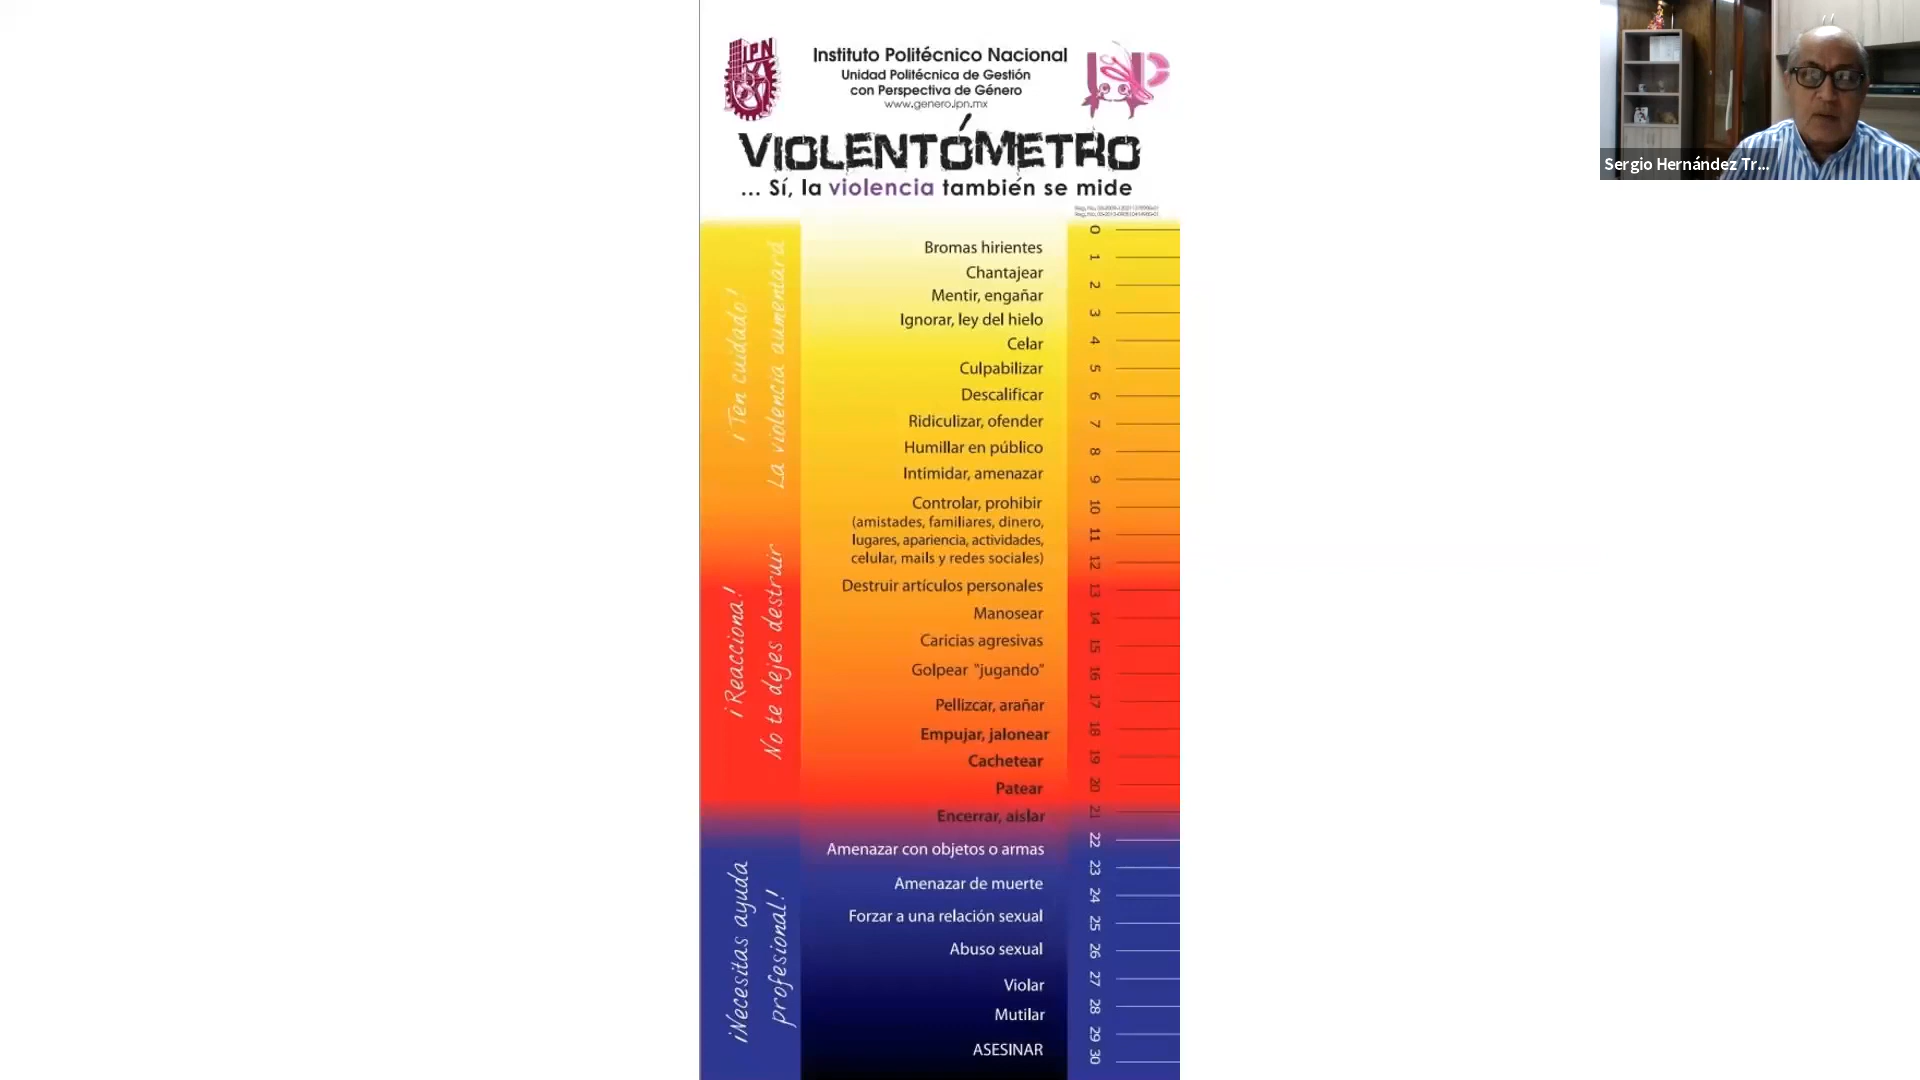 IPN
Instituto Politécnico Nacional
Unidad Politécnica de Gestión
con Perspectiva de Género
www.genero.ipn.mx
VIOLENTÓMETRO
... Sí, la violencia también se mide
Sergio Hernández Tr...
¡Ten cuidado!
La violencia aumentará
¡Reacciona!
No te dejes destruir
¡Necesitas ayuda
profesional!
Bromas hirientes
Chantajear
Mentir, engañar
Ignorar, ley del hielo
Celar
Culpabilizar
Descalificar
Ridiculizar, ofender
Humillar en público
Intimidar, amenazar
Controlar, prohibir
(amistades, familiares, dinero,
lugares, apariencia, actividades,
celular, mails y redes sociales)
Destruir artículos personales
Manosear
Caricias agresivas
Golpear "jugando"
Pellizcar, arañar
Empujar, jalonear
Cachetear
Patear
Encerrar, aislar
Amenazar con objetos o armas
Amenazar de muerte
Forzar a una relación sexual
Abuso sexual
Violar
Mutilar
ASESINAR
0
1
2
3
4
5
6
7
8
9
10
11
12
13
14
15
16
17
18
19
20
21
22
23
24
25
26
27
28
29
30